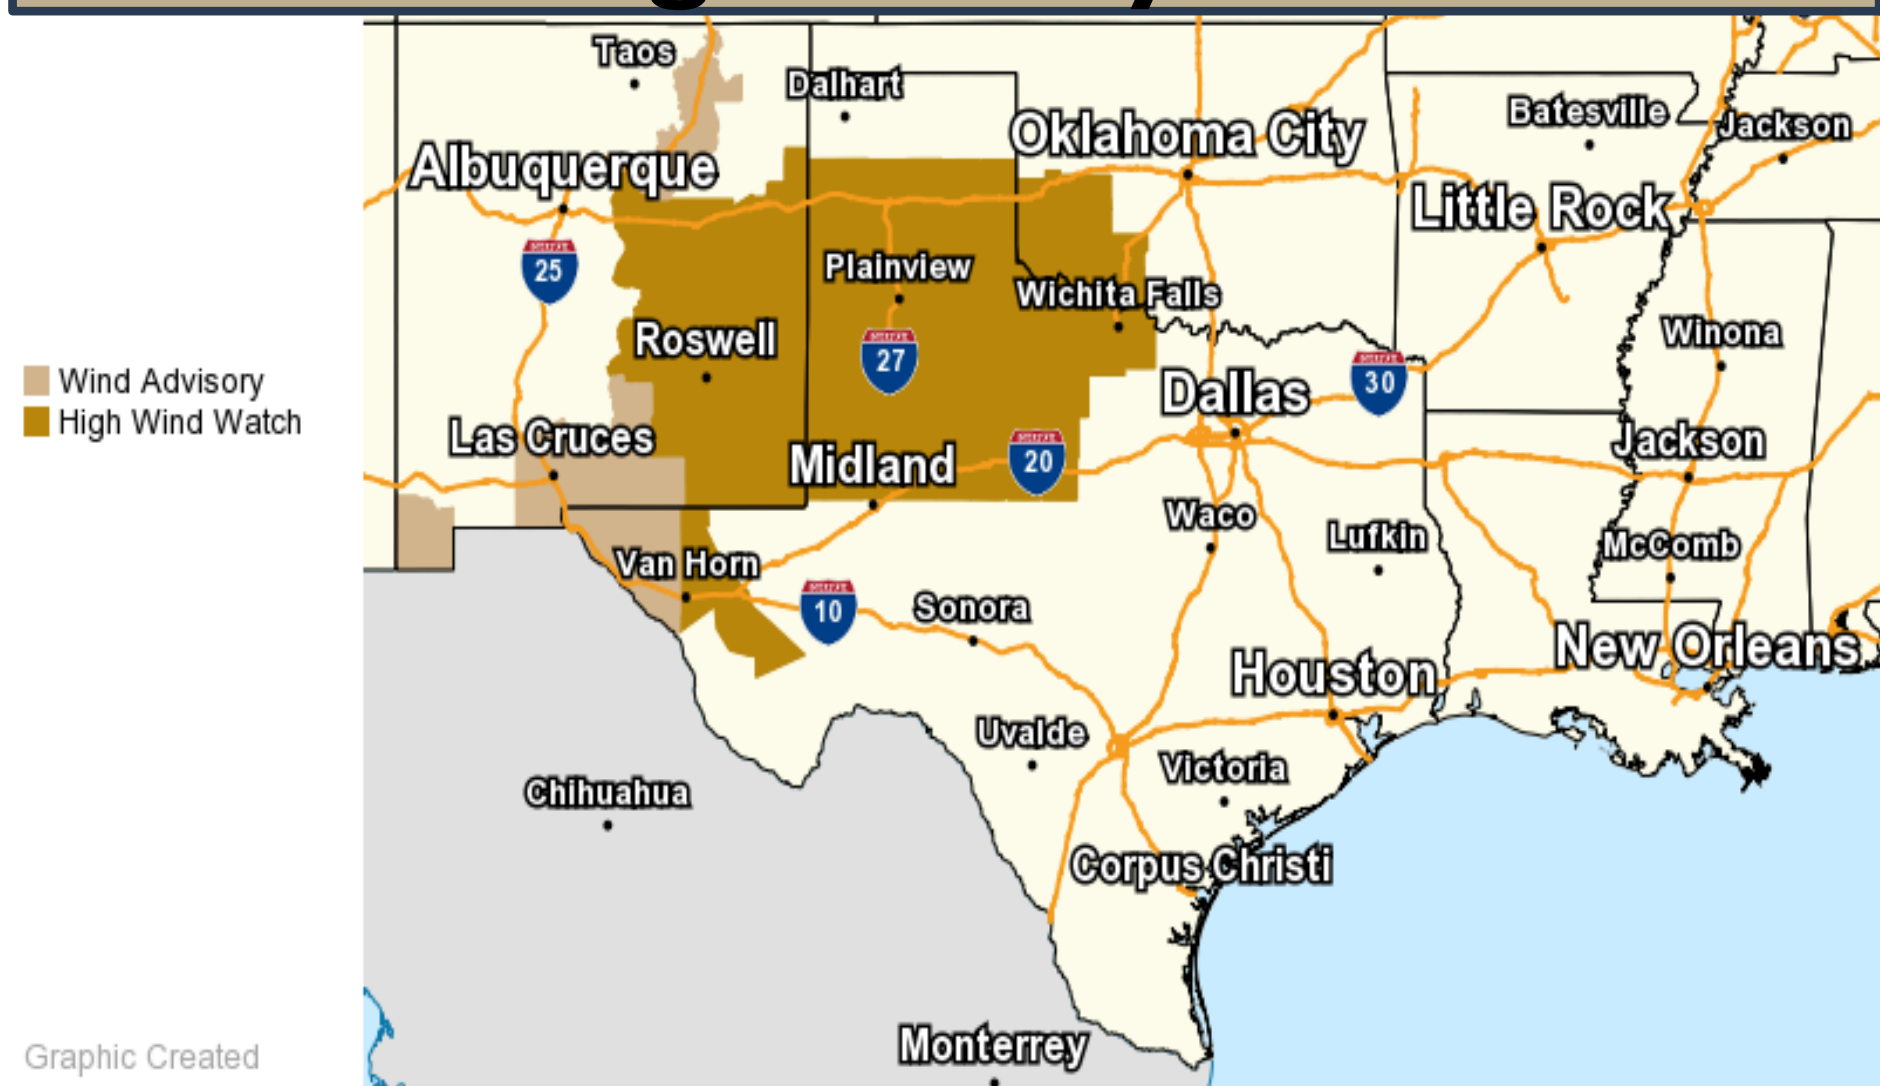 Taos
Dalhart
Oklahoma City
Batesville
Jackson
Albuquerque
Little Rock
25
Plainview
Wichita Falls
Roswell
27
Winona
30
Wind Advisory
High Wind Watch
Dallas
Las Cruces
Midland
20
Jackson
Waco
Lufkin
McComb
Van Horn
10
Sonora
New Orleans
Houston
Uvalde
Victoria
Chihuahua
Corpus Christi
Graphic Created
Monterrey